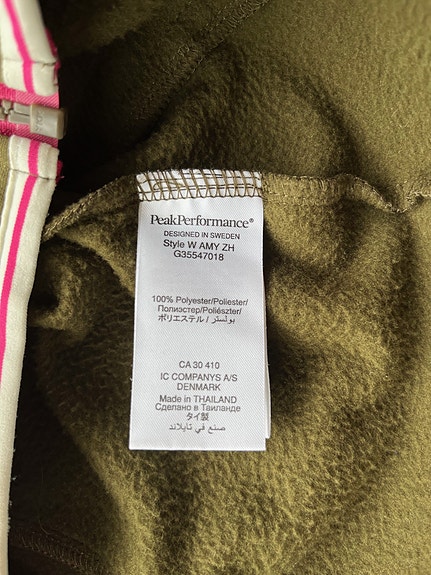 PeakPerformance®
DESIGNED IN SWEDEN
Style W AMY ZH
G35547018
100% Polyester/Poliester/
Полиэстер/Poliészter/
ポリエステル / بولستر
CA 30 410
IC COMPANYS A/S
DENMARK
Made in THAILAND
Сделано в Таиланде
タイ製
صنع في تايلاند